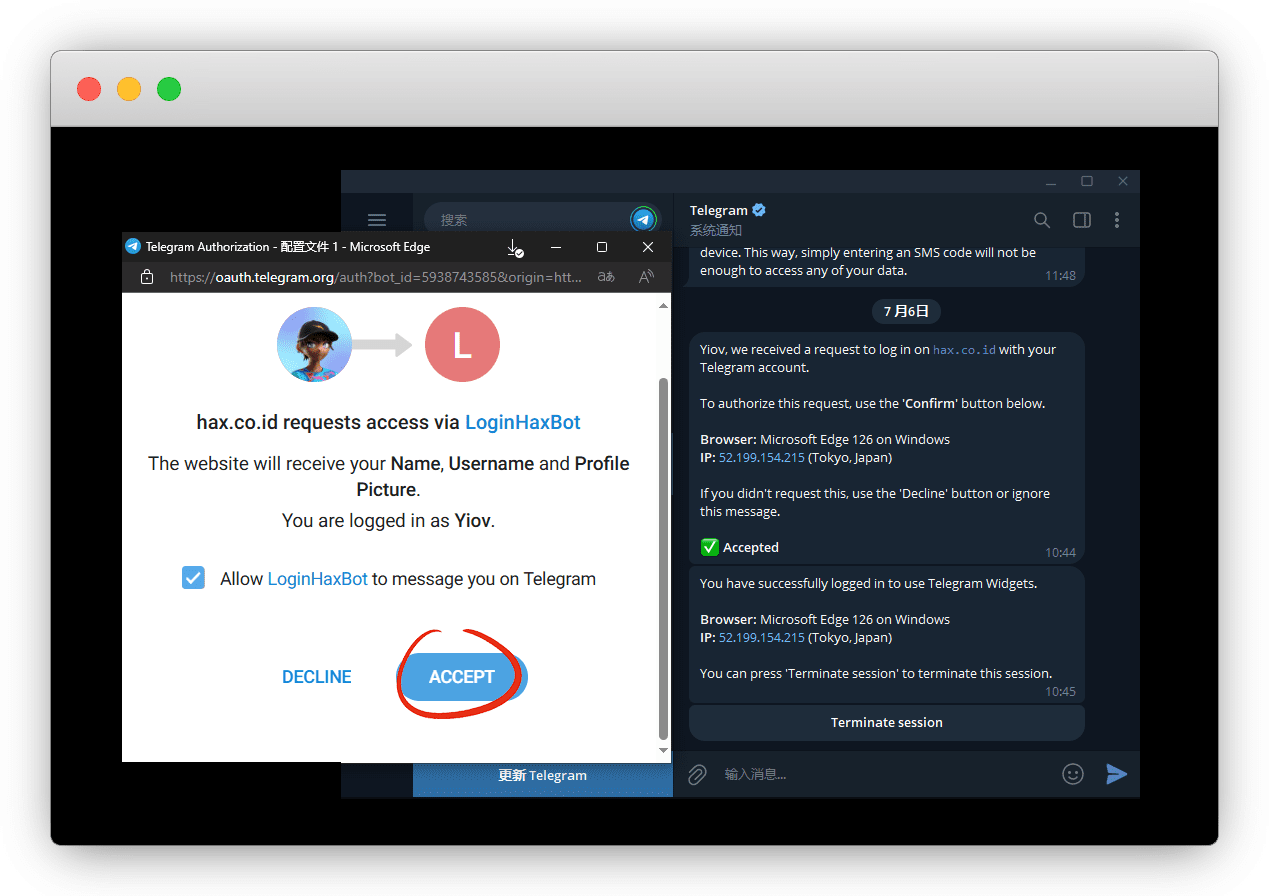 搜索
Telegram
系统通知
device. This way, simply entering an SMS code will not be
enough to access any of your data.
11:48
7 月6日
Yiov, we received a request to log in on hax.co.id with your
Telegram account.
To authorize this request, use the 'Confirm' button below.
Browser: Microsoft Edge 126 on Windows
IP: 52.199.154.215 (Tokyo, Japan)
If you didn't request this, use the 'Decline' button or ignore
this message.
✅ Accepted
10:44
You have successfully logged in to use Telegram Widgets.
Browser: Microsoft Edge 126 on Windows
IP: 52.199.154.215 (Tokyo, Japan)
You can press 'Terminate session' to terminate this session.
10:45
Terminate session
输入消息...
更新 Telegram
Telegram Authorization - 配置文件 1 - Microsoft Edge
https://oauth.telegram.org/auth?bot_id=5938743585&origin=htt...
aあ
A
L
hax.co.id requests access via LoginHaxBot
The website will receive your Name, Username and Profile
Picture.
You are logged in as Yiov.
Allow LoginHaxBot to message you on Telegram
DECLINE
ACCEPT